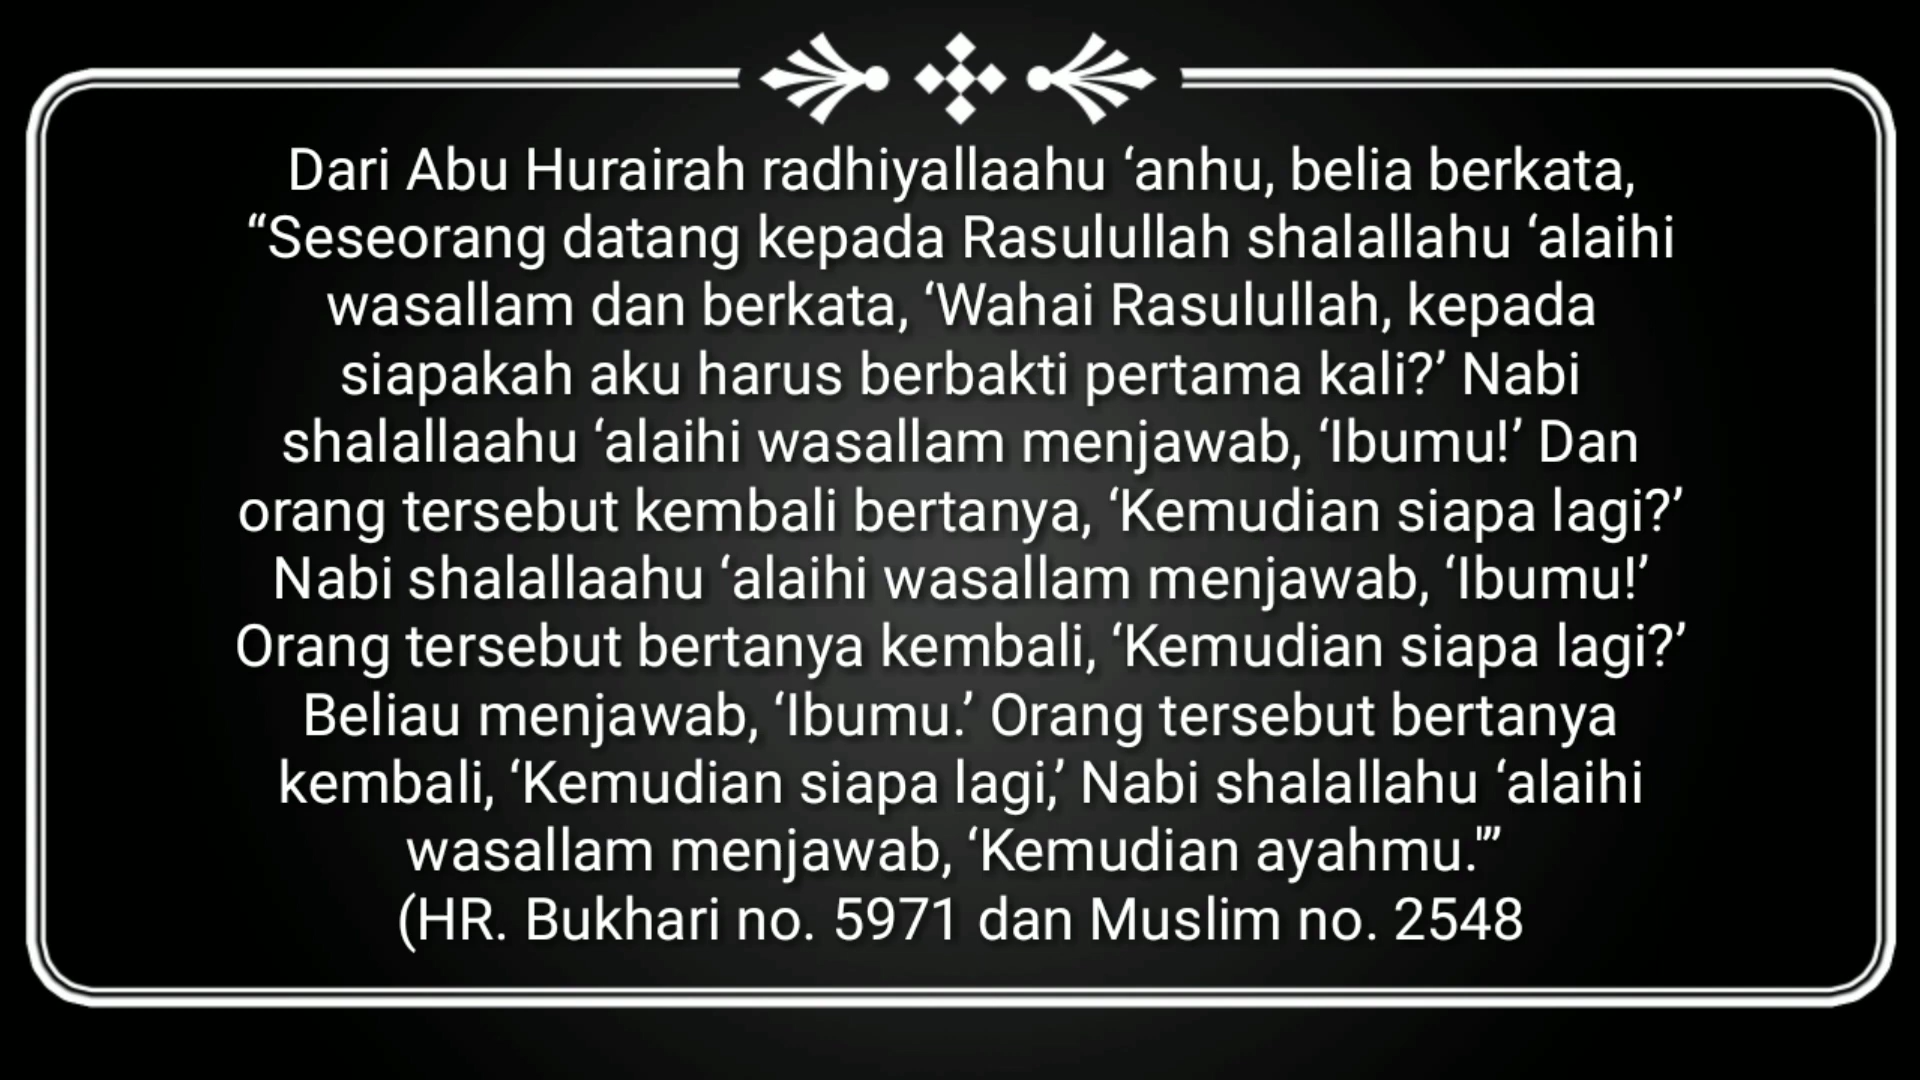 Dari Abu Hurairah radhiyallaahu ‘anhu, belia berkata,
“Seseorang datang kepada Rasulullah shalallahu ‘alaihi
wasallam dan berkata, ‘Wahai Rasulullah, kepada
siapakah aku harus berbakti pertama kali?’ Nabi
shalallaahu ‘alaihi wasallam menjawab, ‘Ibumu!’ Dan
orang tersebut kembali bertanya, ‘Kemudian siapa lagi?’
Nabi shalallaahu ‘alaihi wasallam menjawab, ‘Ibumu!’
Orang tersebut bertanya kembali, ‘Kemudian siapa lagi?’
Beliau menjawab, ‘Ibumu.’ Orang tersebut bertanya
kembali, ‘Kemudian siapa lagi,’ Nabi shalallahu ‘alaihi
wasallam menjawab, ‘Kemudian ayahmu.'”
(HR. Bukhari no. 5971 dan Muslim no. 2548